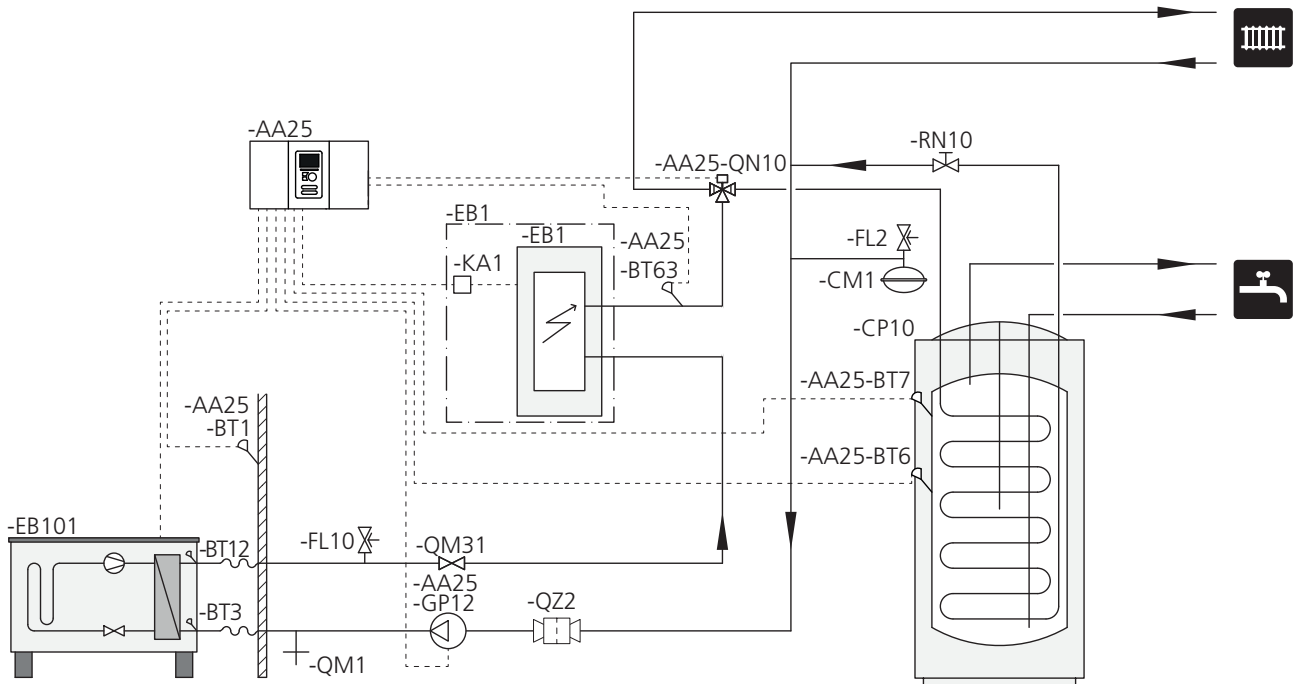 -AA25
-RN10
-AA25-QN10
-EB1
-EB1
-AA25
-BT63
-KA1
-FL2
-CM1
-CP10
-AA25-BT7
-AA25
-BT1
-AA25-BT6
-EB101
-BT12
-FL10
-QM31
-AA25
-GP12
-QZ2
-BT3
-QM1